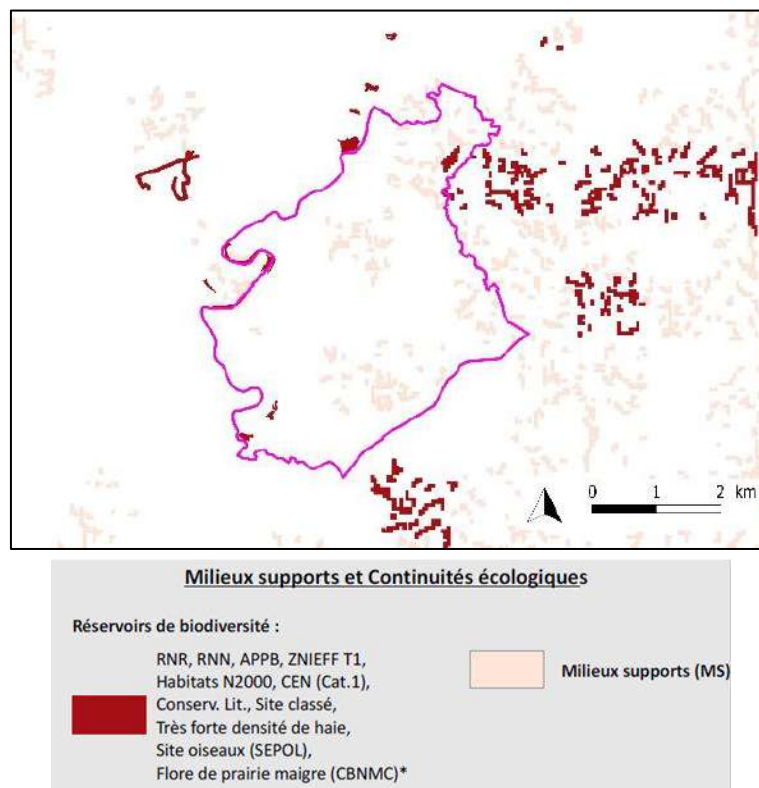 0 1 2 km
Milieux supports et Continuités écologiques
Réservoirs de biodiversité :
RNR, RNN, APPB, ZNIEFF T1,
Habitats N2000, CEN (Cat.1),
Conserv. Lit., Site classé,
Très forte densité de haie,
Site oiseaux (SEPOL),
Flore de prairie maigre (CBNMC)*
Milieux supports (MS)